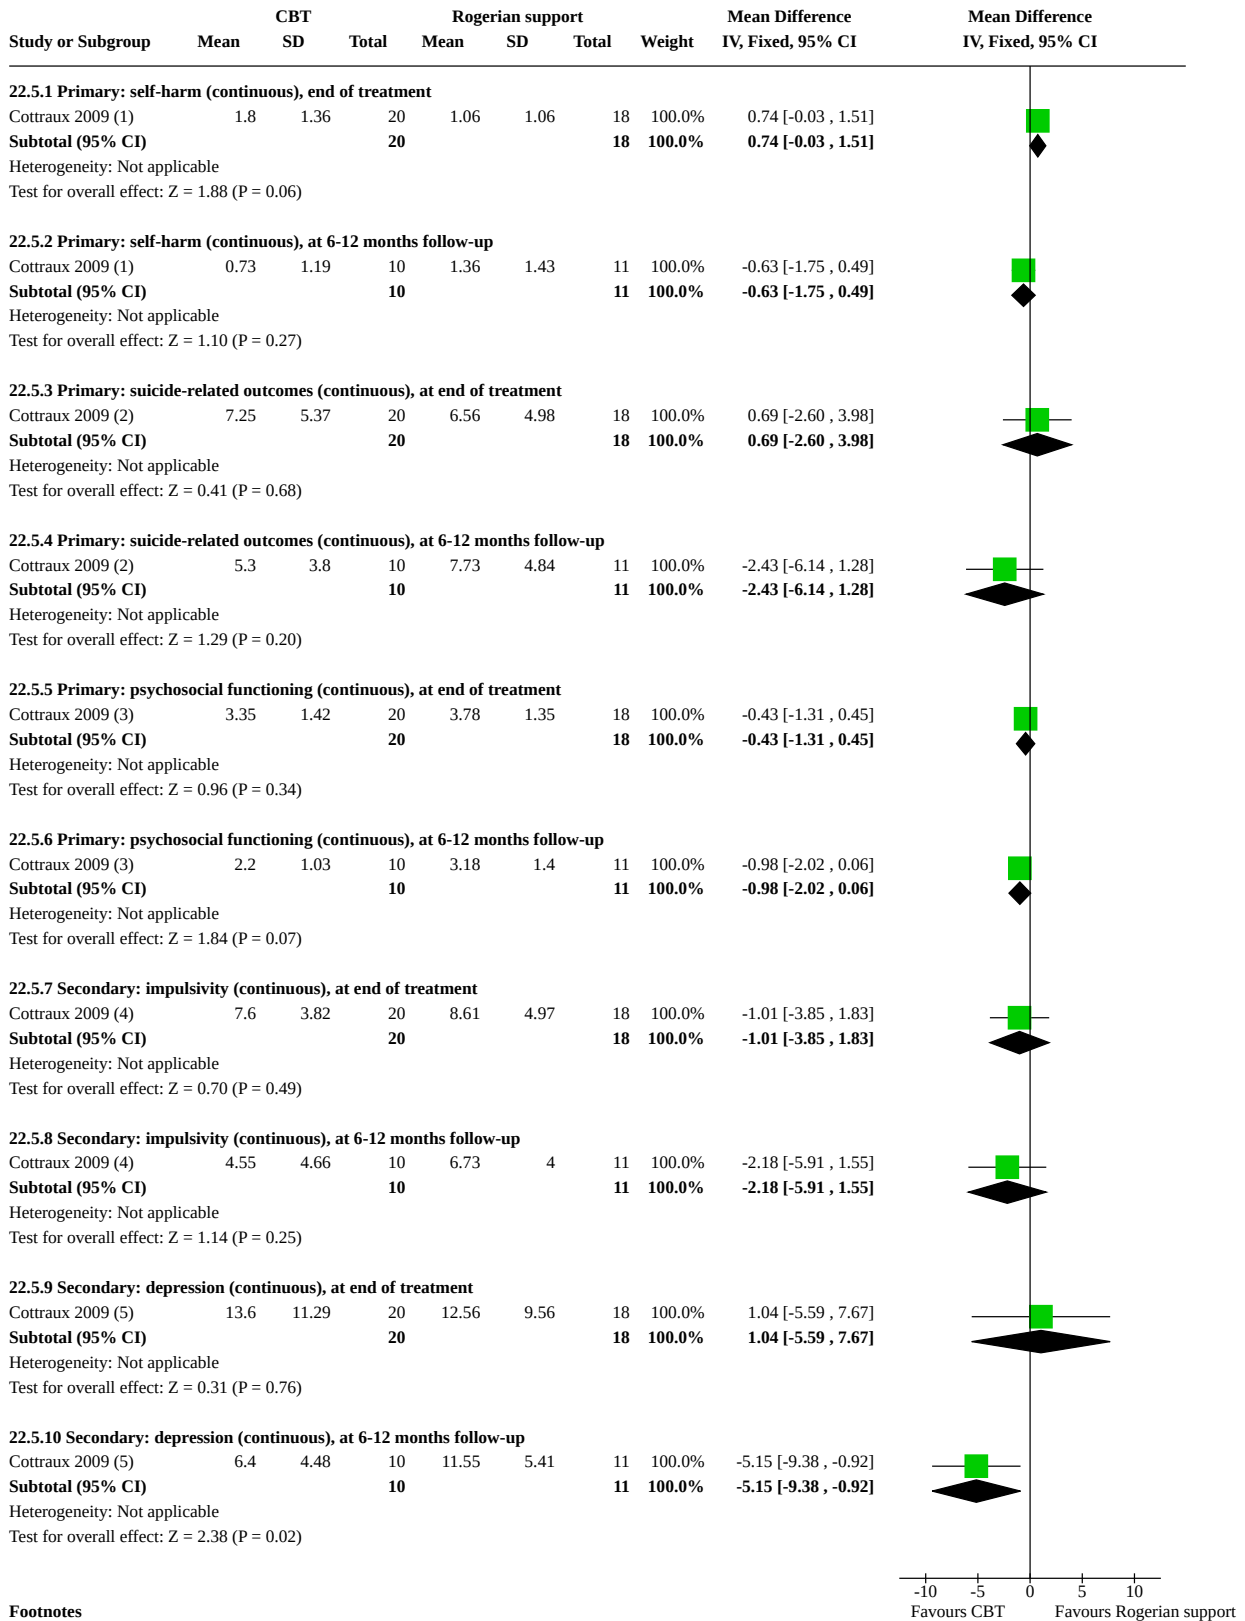 CBT Rogerian support Mean Difference Mean Difference
Study or Subgroup Mean SD Total Mean SD Total Weight IV, Fixed, 95% CI IV, Fixed, 95% CI
22.5.1 Primary: self-harm (continuous), end of treatment
Cottraux 2009 (1) 1.8 1.36 20 1.06 1.06 18 100.0% 0.74 [-0.03 , 1.51]
Subtotal (95% CI) 20 18 100.0% 0.74 [-0.03 , 1.51]
Heterogeneity: Not applicable
Test for overall effect: Z = 1.88 (P = 0.06)
22.5.2 Primary: self-harm (continuous), at 6-12 months follow-up
Cottraux 2009 (1) 0.73 1.19 10 1.36 1.43 11 100.0% -0.63 [-1.75 , 0.49]
Subtotal (95% CI) 10 11 100.0% -0.63 [-1.75 , 0.49]
Heterogeneity: Not applicable
Test for overall effect: Z = 1.10 (P = 0.27)
22.5.3 Primary: suicide-related outcomes (continuous), at end of treatment
Cottraux 2009 (2) 7.25 5.37 20 6.56 4.98 18 100.0% 0.69 [-2.60 , 3.98]
Subtotal (95% CI) 20 18 100.0% 0.69 [-2.60 , 3.98]
Heterogeneity: Not applicable
Test for overall effect: Z = 0.41 (P = 0.68)
22.5.4 Primary: suicide-related outcomes (continuous), at 6-12 months follow-up
Cottraux 2009 (2) 5.3 3.8 10 7.73 4.84 11 100.0% -2.43 [-6.14 , 1.28]
Subtotal (95% CI) 10 11 100.0% -2.43 [-6.14 , 1.28]
Heterogeneity: Not applicable
Test for overall effect: Z = 1.29 (P = 0.20)
22.5.5 Primary: psychosocial functioning (continuous), at end of treatment
Cottraux 2009 (3) 3.35 1.42 20 3.78 1.35 18 100.0% -0.43 [-1.31 , 0.45]
Subtotal (95% CI) 20 18 100.0% -0.43 [-1.31 , 0.45]
Heterogeneity: Not applicable
Test for overall effect: Z = 0.96 (P = 0.34)
22.5.6 Primary: psychosocial functioning (continuous), at 6-12 months follow-up
Cottraux 2009 (3) 2.2 1.03 10 3.18 1.4 11 100.0% -0.98 [-2.02 , 0.06]
Subtotal (95% CI) 10 11 100.0% -0.98 [-2.02 , 0.06]
Heterogeneity: Not applicable
Test for overall effect: Z = 1.84 (P = 0.07)
22.5.7 Secondary: impulsivity (continuous), at end of treatment
Cottraux 2009 (4) 7.6 3.82 20 8.61 4.97 18 100.0% -1.01 [-3.85 , 1.83]
Subtotal (95% CI) 20 18 100.0% -1.01 [-3.85 , 1.83]
Heterogeneity: Not applicable
Test for overall effect: Z = 0.70 (P = 0.49)
22.5.8 Secondary: impulsivity (continuous), at 6-12 months follow-up
Cottraux 2009 (4) 4.55 4.66 10 6.73 4 11 100.0% -2.18 [-5.91 , 1.55]
Subtotal (95% CI) 10 11 100.0% -2.18 [-5.91 , 1.55]
Heterogeneity: Not applicable
Test for overall effect: Z = 1.14 (P = 0.25)
22.5.9 Secondary: depression (continuous), at end of treatment
Cottraux 2009 (5) 13.6 11.29 20 12.56 9.56 18 100.0% 1.04 [-5.59 , 7.67]
Subtotal (95% CI) 20 18 100.0% 1.04 [-5.59 , 7.67]
Heterogeneity: Not applicable
Test for overall effect: Z = 0.31 (P = 0.76)
22.5.10 Secondary: depression (continuous), at 6-12 months follow-up
Cottraux 2009 (5) 6.4 4.48 10 11.55 5.41 11 100.0% -5.15 [-9.38 , -0.92]
Subtotal (95% CI) 10 11 100.0% -5.15 [-9.38 , -0.92]
Heterogeneity: Not applicable
Test for overall effect: Z = 2.38 (P = 0.02)
-10 -5 0 5 10
Footnotes Favours CBT Favours Rogerian support